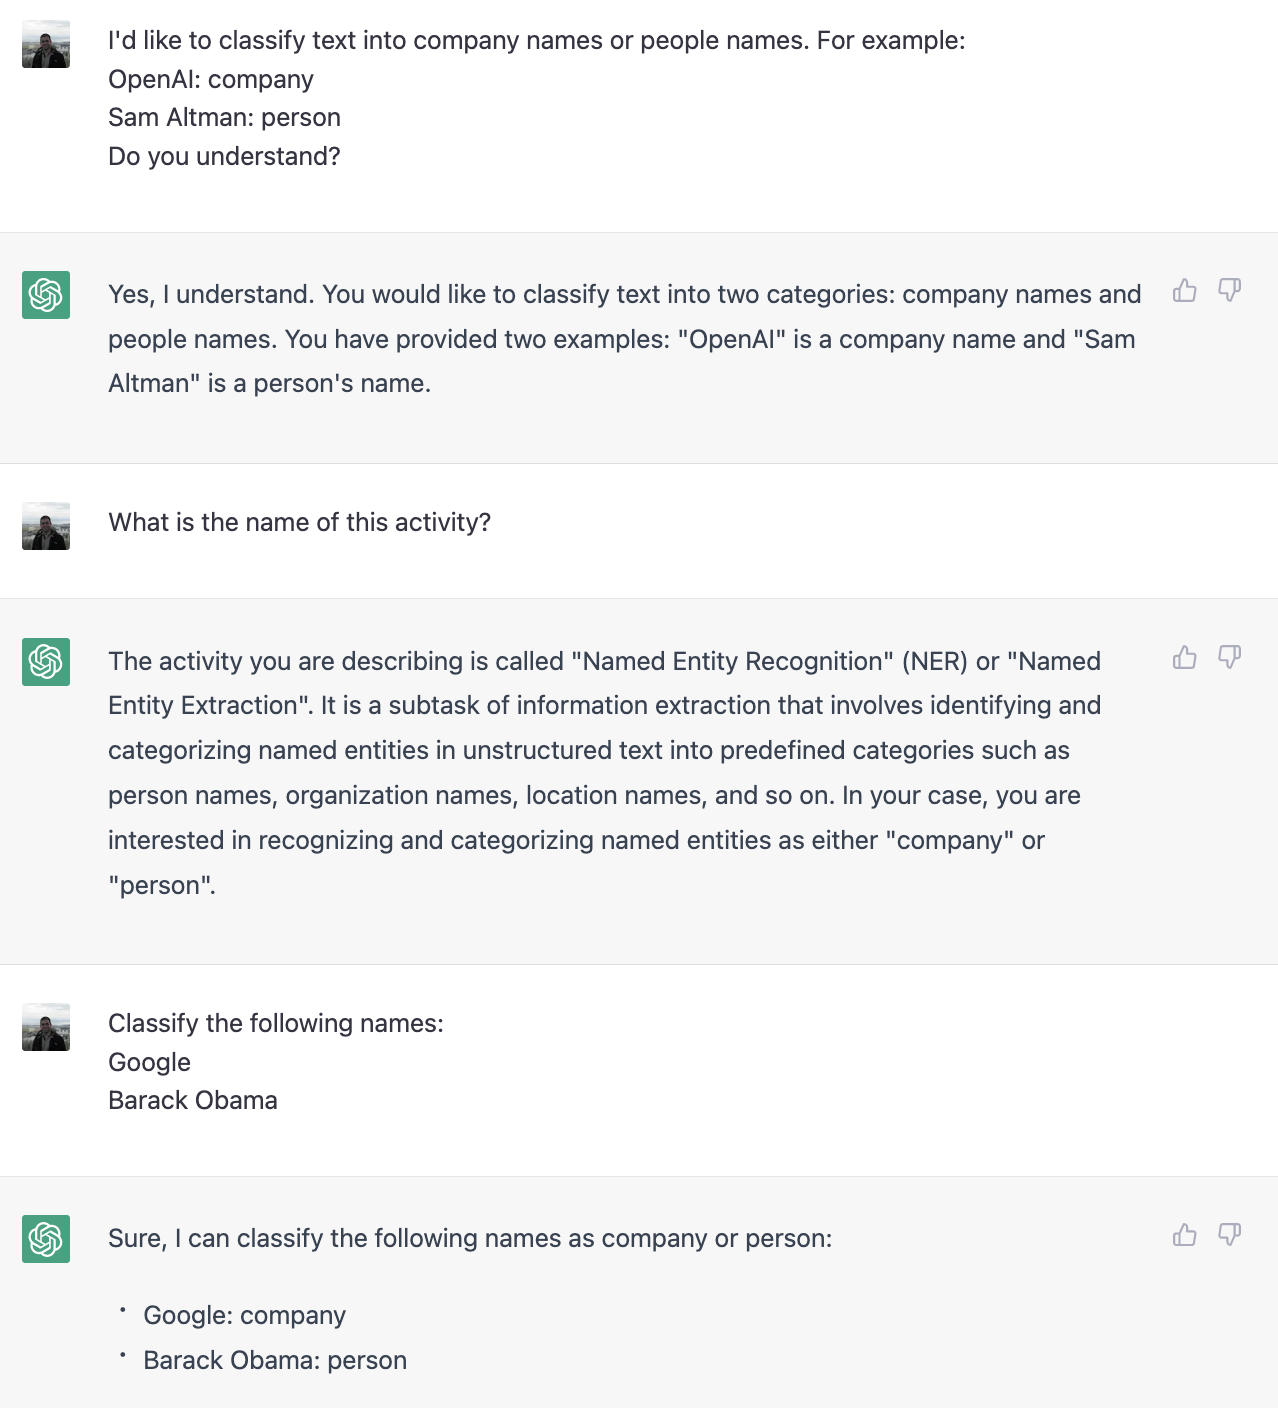 I'd like to classify text into company names or people names. For example:
OpenAI: company
Sam Altman: person
Do you understand?
Yes, I understand. You would like to classify text into two categories: company names and
people names. You have provided two examples: "OpenAI" is a company name and "Sam
Altman" is a person's name.
What is the name of this activity?
The activity you are describing is called "Named Entity Recognition" (NER) or "Named
Entity Extraction". It is a subtask of information extraction that involves identifying and
categorizing named entities in unstructured text into predefined categories such as
person names, organization names, location names, and so on. In your case, you are
interested in recognizing and categorizing named entities as either "company" or
"person".
Classify the following names:
Google
Barack Obama
Sure, I can classify the following names as company or person:
• Google: company
• Barack Obama: person